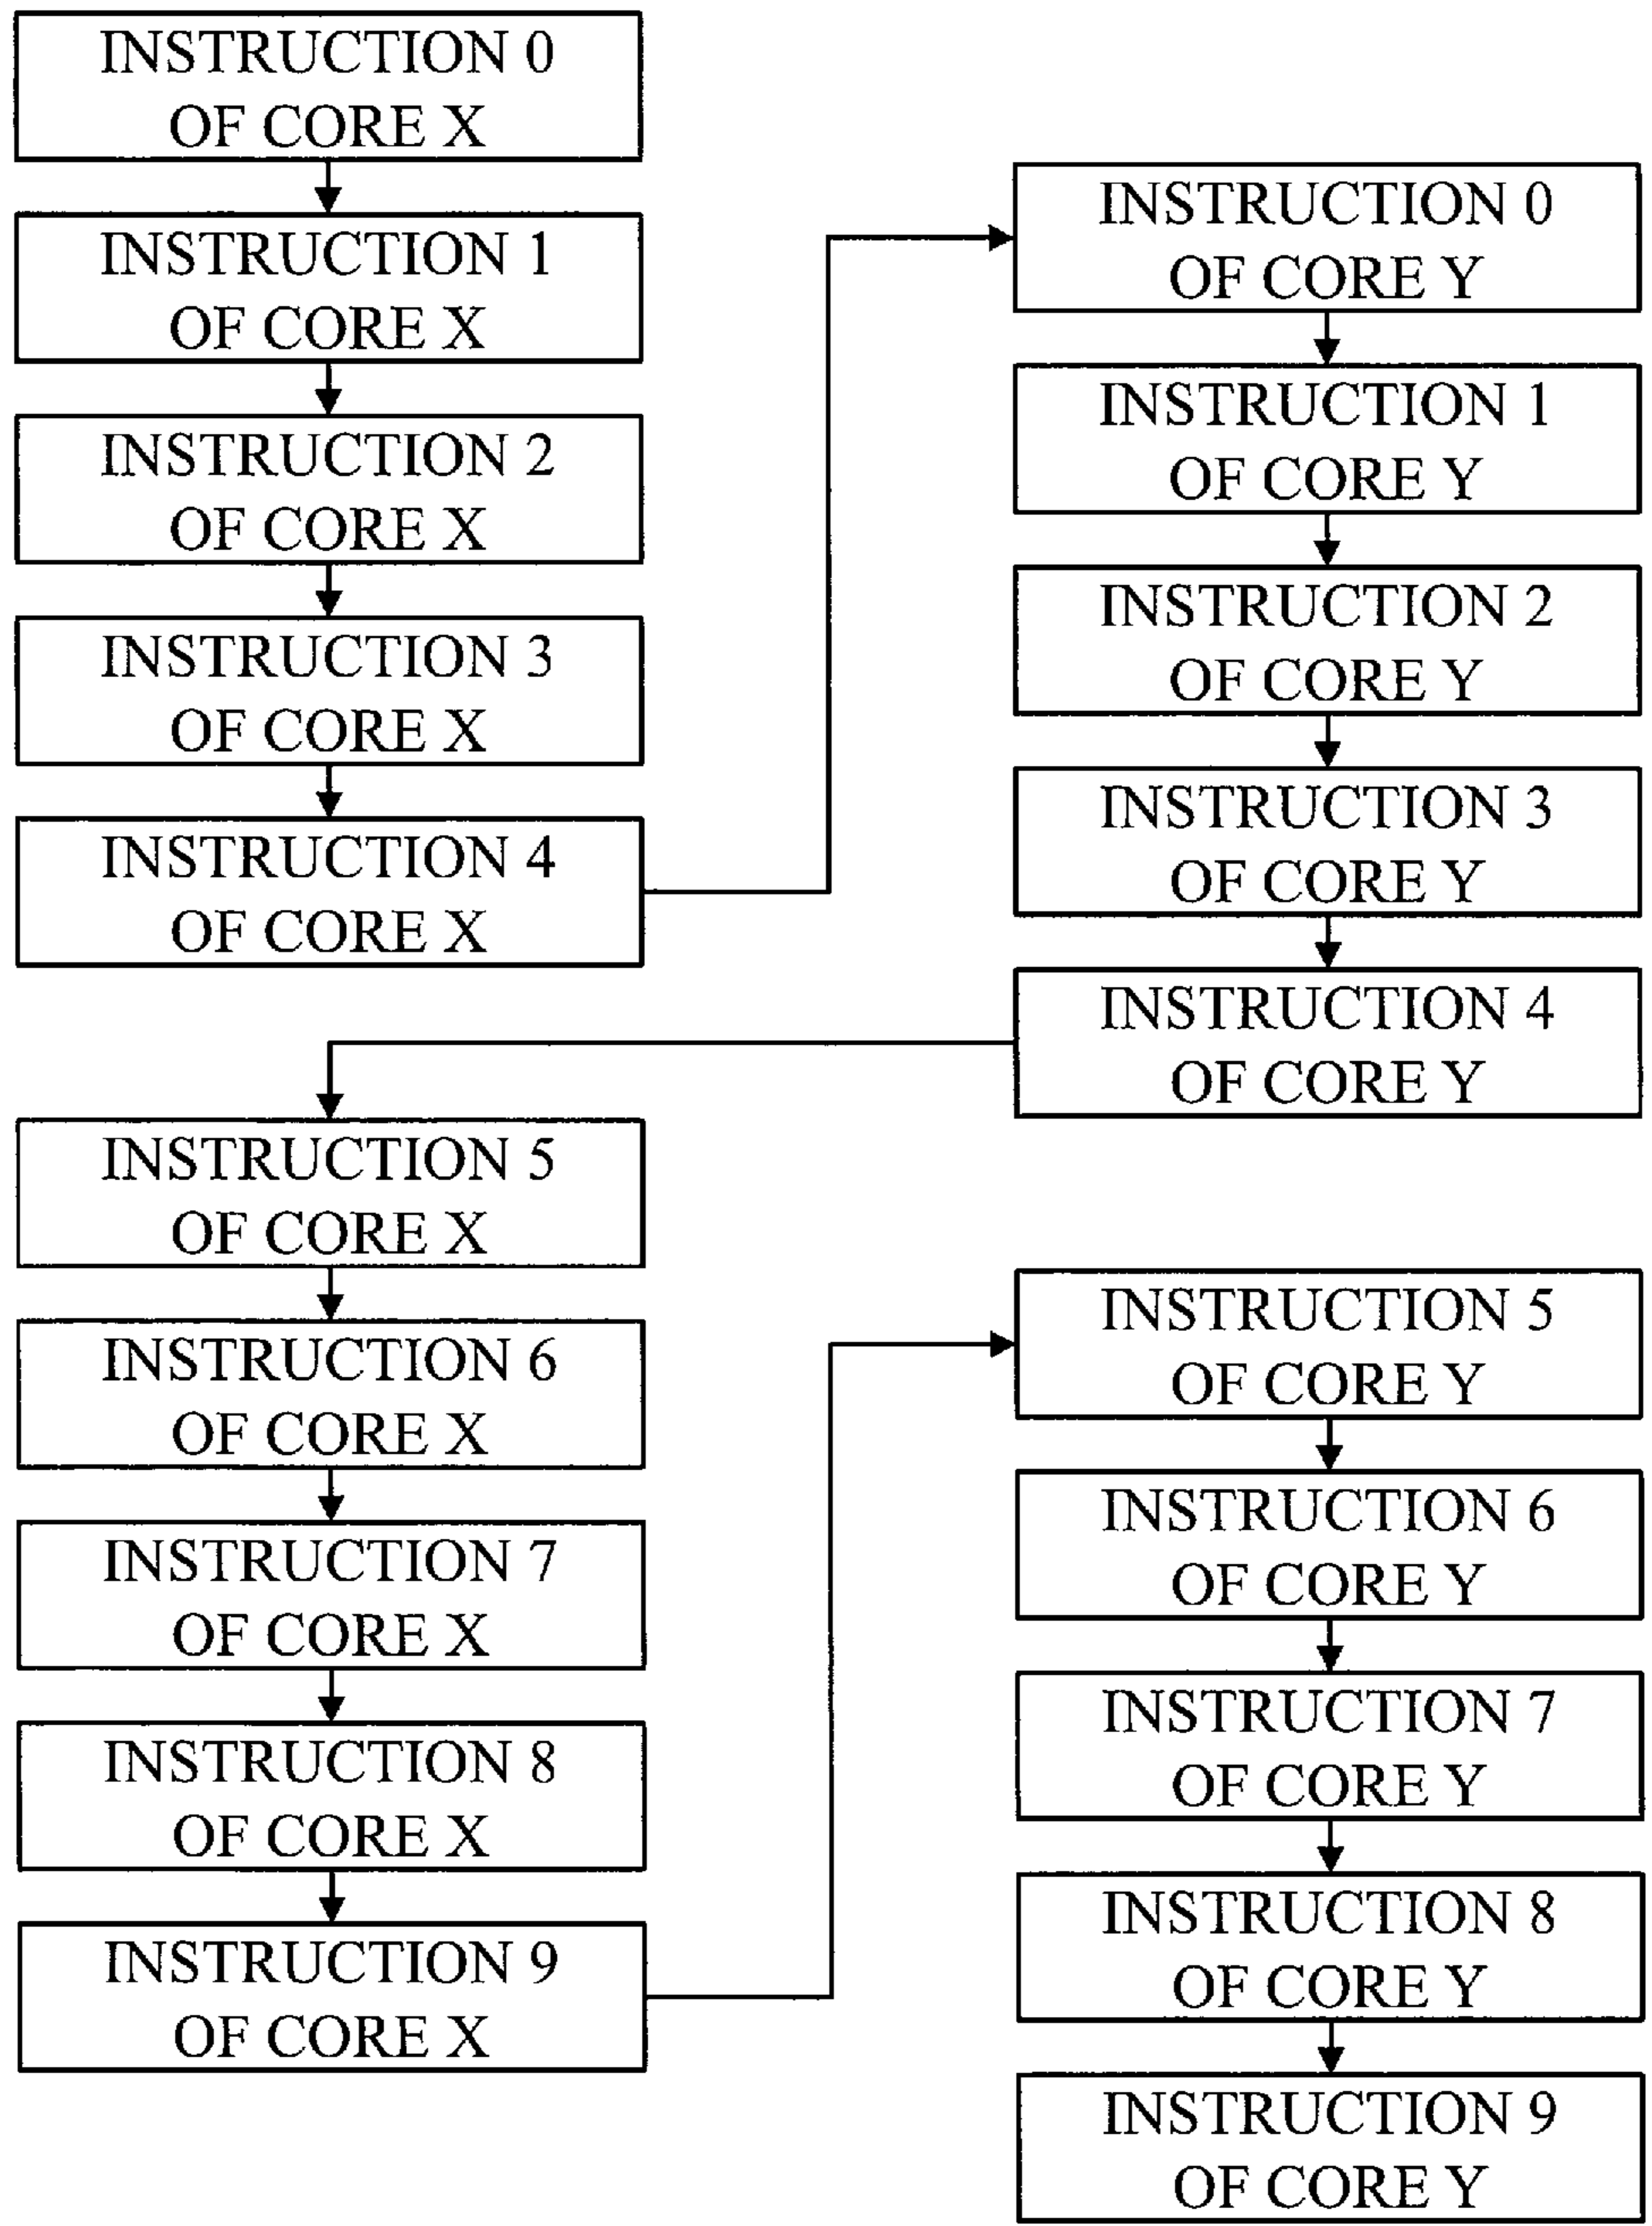 INSTRUCTION 0
OF CORE X
INSTRUCTION 1
OF CORE X
INSTRUCTION 2
OF CORE X
INSTRUCTION 3
OF CORE X
INSTRUCTION 4
OF CORE X
INSTRUCTION 0
OF CORE Y
INSTRUCTION 1
OF CORE Y
INSTRUCTION 2
OF CORE Y
INSTRUCTION 3
OF CORE Y
INSTRUCTION 4
OF CORE Y
INSTRUCTION 5
OF CORE X
INSTRUCTION 6
OF CORE X
INSTRUCTION 7
OF CORE X
INSTRUCTION 8
OF CORE X
INSTRUCTION 9
OF CORE X
INSTRUCTION 5
OF CORE Y
INSTRUCTION 6
OF CORE Y
INSTRUCTION 7
OF CORE Y
INSTRUCTION 8
OF CORE Y
INSTRUCTION 9
OF CORE Y